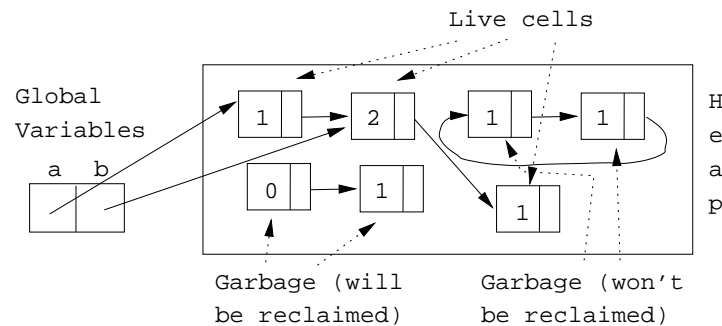 Live cells
Global
Variables
a b
1 2 1 1
0 1 1
H
e
a
p
Garbage (will
be reclaimed)
Garbage (won't
be reclaimed)